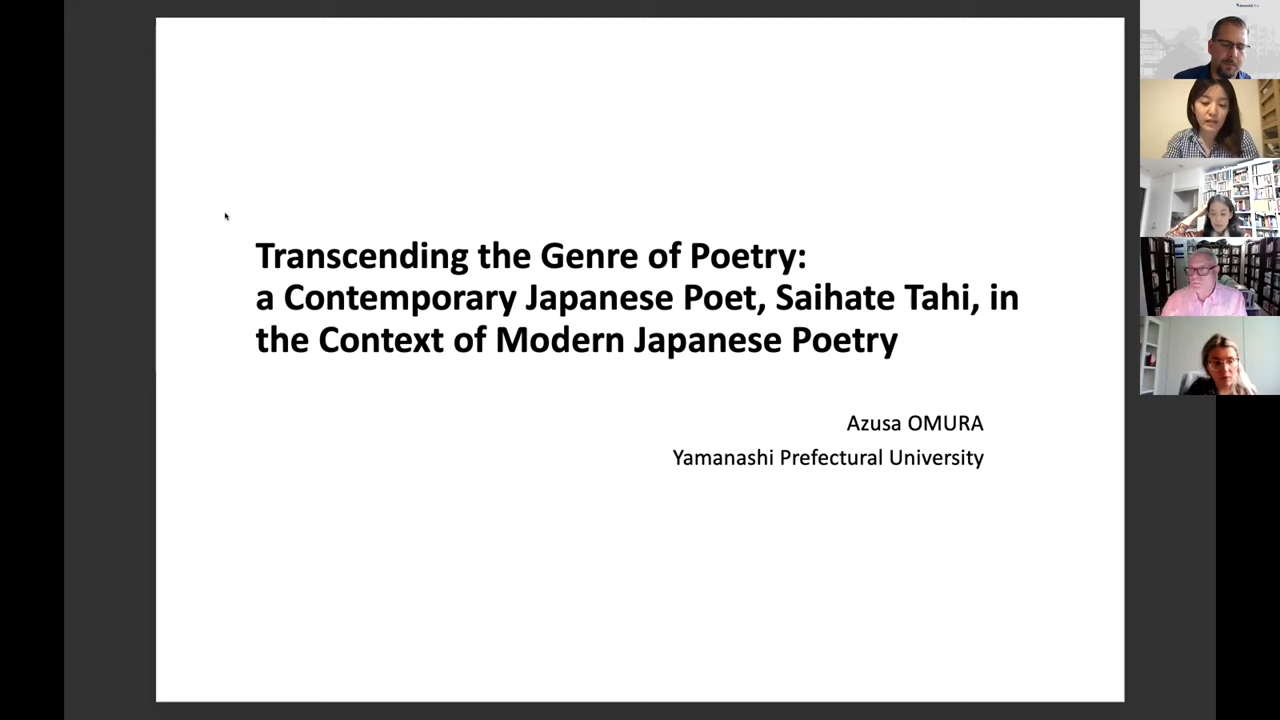 Transcending the Genre of Poetry:
a Contemporary Japanese Poet, Saihate Tahi, in
the Context of Modern Japanese Poetry
Azusa OMURA
Yamanashi Prefectural University